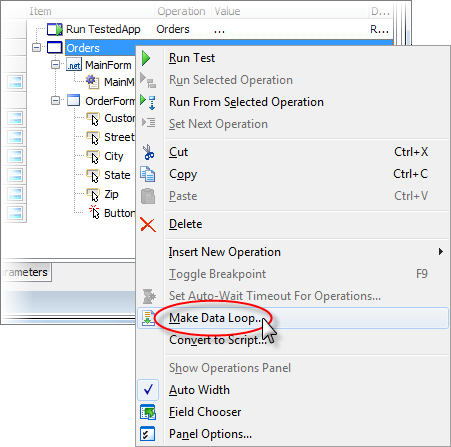 Item Operation Value D...
Run TestedApp Orders ... R...
Orders
MainForm
MainM
OrderForm
Custo
Street
City
State
Zip
Button
rameters
Run Test
Run Selected Operation
Run From Selected Operation
Set Next Operation
Cut Ctrl+X
Copy Ctrl+C
Paste Ctrl+V
Delete
Insert New Operation
Toggle Breakpoint F9
Set Auto-Wait Timeout For Operations...
Make Data Loop...
Convert to Script...
Show Operations Panel
Auto Width
Field Chooser
Panel Options...